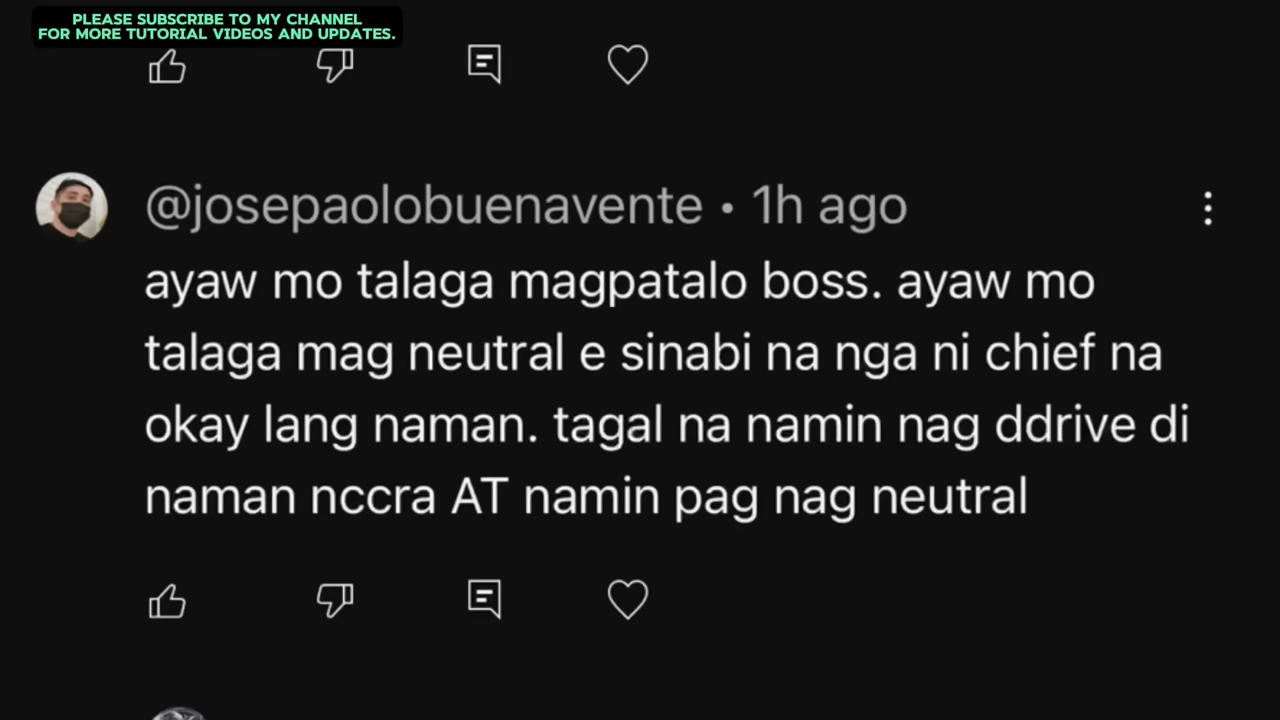 PLEASE SUBSCRIBE TO MY CHANNEL
FOR MORE TUTORIAL VIDEOS AND UPDATES.
@josepaolobuenavente • 1h ago
ayaw mo talaga magpatalo boss. ayaw mo
talaga mag neutral e sinabi na nga ni chief na
okay lang naman. tagal na namin nag ddrive di
naman nccra AT namin pag nag neutral